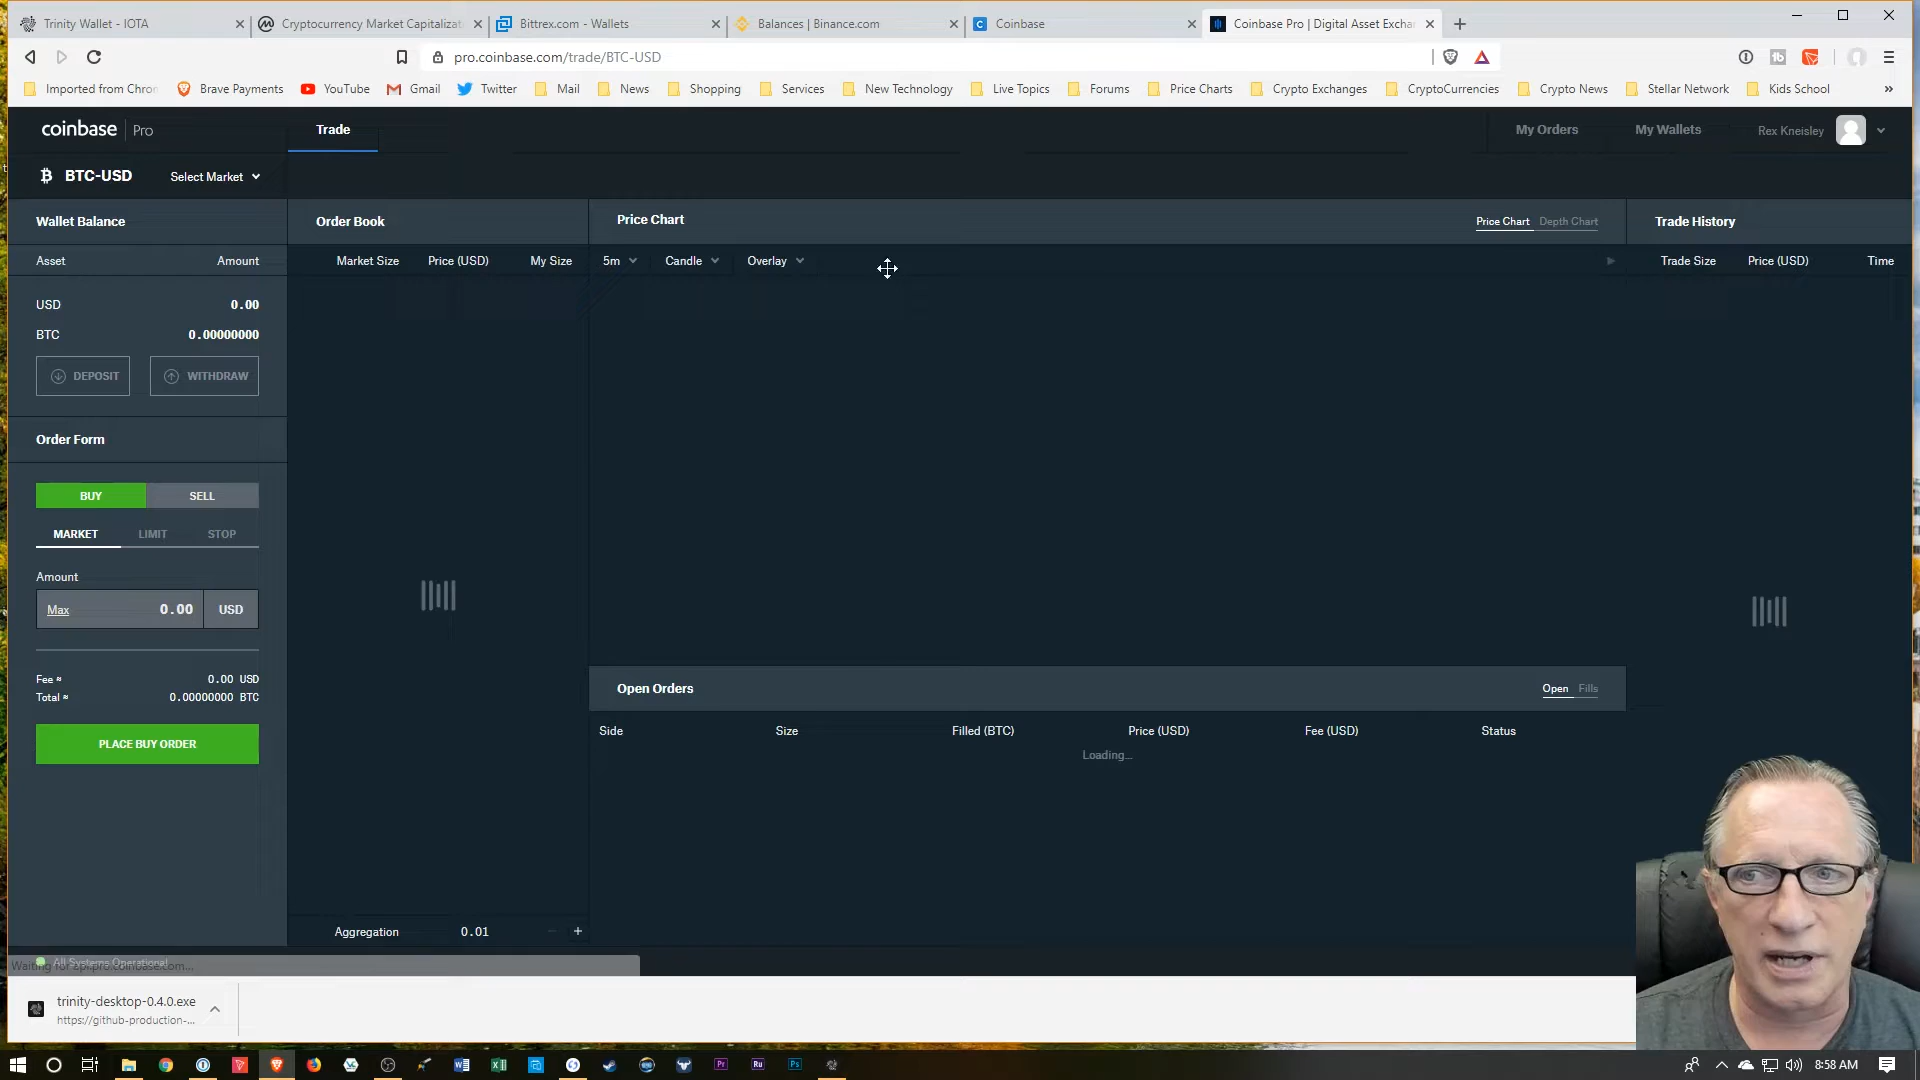 Trinity Wallet - IOTA
Cryptocurrency Market Capitaliza
Bittrex.com - Wallets
Balances | Binance.com
Coinbase
Coinbase Pro | Digital Asset Excha
pro.coinbase.com/trade/BTC-USD
Imported from Chro
Brave Payments
YouTube
Gmail
Twitter
Mail
News
Shopping
Services
New Technology
Live Topics
Forums
Price Charts
Crypto Exchanges
CryptoCurrencies
Crypto News
Stellar Network
Kids School
»
coinbase | Pro
Trade
My Orders
My Wallets
Rex Kneisley
BTC-USD
Select Market
Wallet Balance
Asset Amount
USD 0.00
BTC 0.00000000
DEPOSIT
WITHDRAW
Order Form
BUY
SELL
MARKET
LIMIT
STOP
Amount
Max 0.00 USD
Fee ≈ 0.00 USD
Total ≈ 0.00000000 BTC
PLACE BUY ORDER
Order Book
Market Size Price (USD) My Size
Aggregation 0.01 - +
Price Chart
Price Chart Depth Chart
5m
Candle
Overlay
Open Orders
Open Fills
Side Size Filled (BTC) Price (USD) Fee (USD) Status
Loading...
Trade History
Trade Size Price (USD) Time
All Systems Operational
Waiting for api.pro.coinbase.com...
trinity-desktop-0.4.0.exe
https://github-production-...
8:58 AM